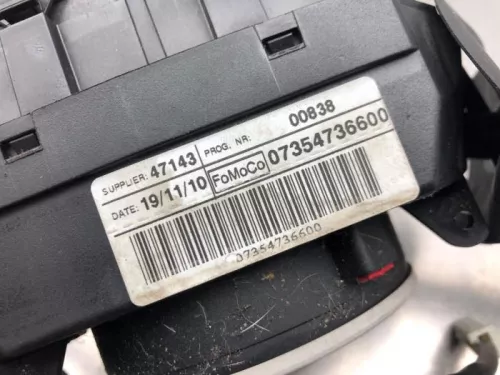 SUPPLIER: 47143 PROG. NR: 00838
DATE: 19/11/10 FoMoCo 07354736600
07354736600